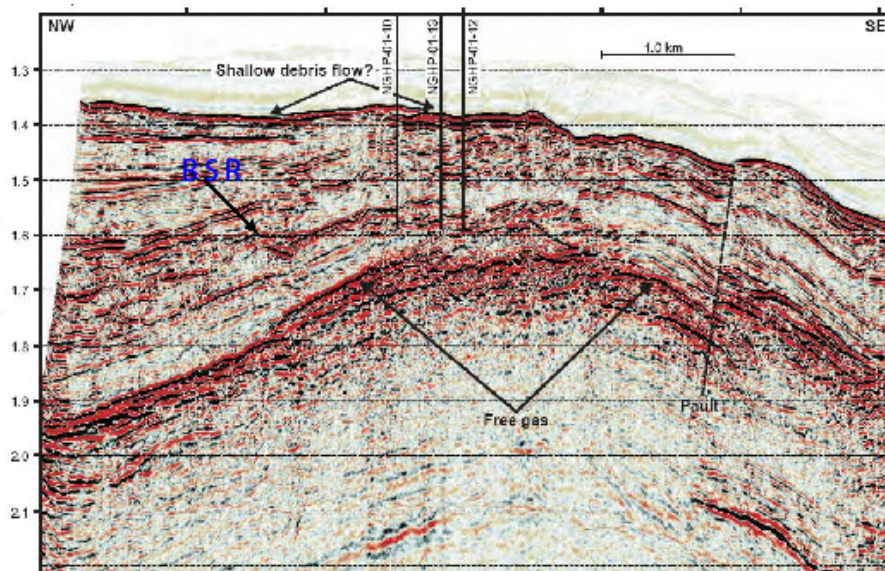 NW
SE
NGHP-01-10
NGHP-01-13
NGHP-01-12
1.0 km
Shallow debris flow?
BSR
Free gas
Fault
1.3
1.4
1.5
1.6
1.7
1.8
1.9
2.0
2.1